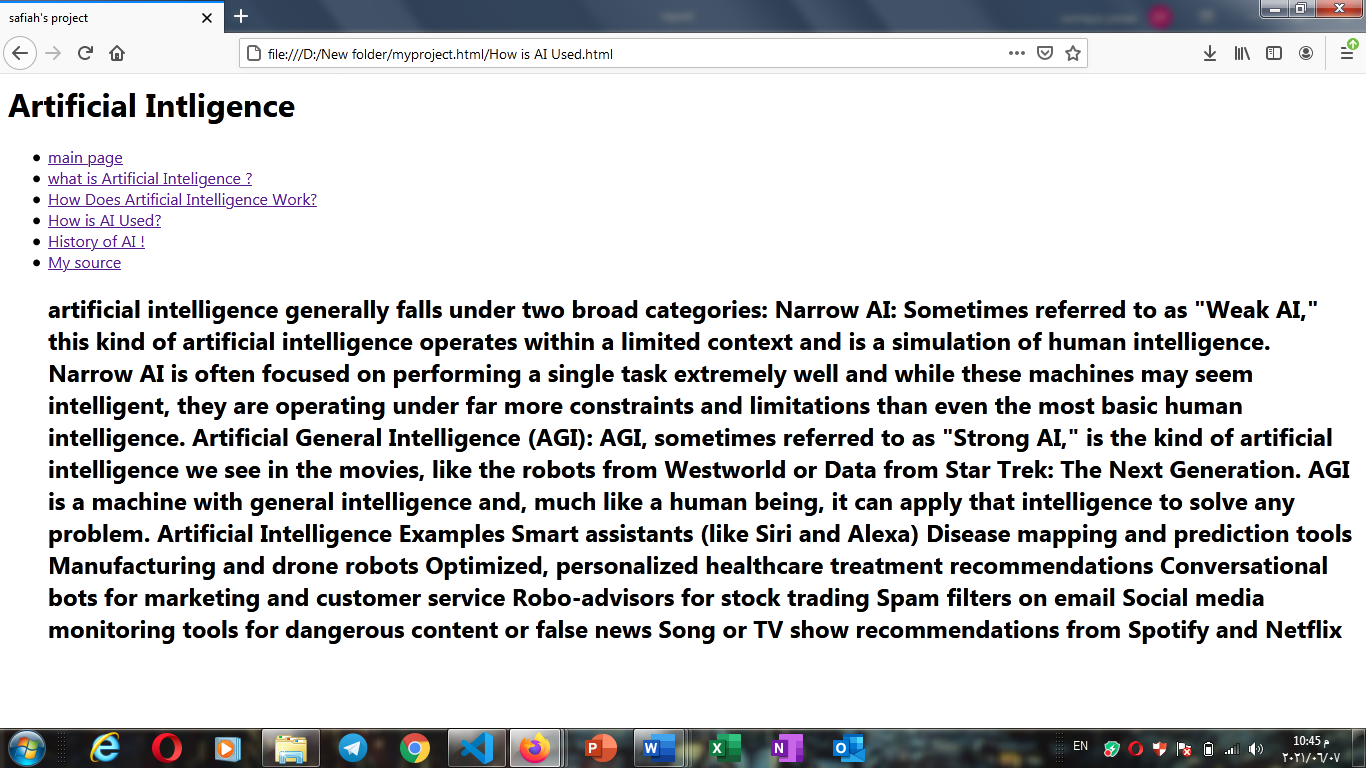 safiah's project
file:///D:/New folder/myproject.html/How is AI Used.html
Artificial Intligence
main page
what is Artificial Inteligence ?
How Does Artificial Intelligence Work?
How is AI Used?
History of AI !
My source
artificial intelligence generally falls under two broad categories: Narrow AI: Sometimes referred to as "Weak AI,"
this kind of artificial intelligence operates within a limited context and is a simulation of human intelligence.
Narrow AI is often focused on performing a single task extremely well and while these machines may seem
intelligent, they are operating under far more constraints and limitations than even the most basic human
intelligence. Artificial General Intelligence (AGI): AGI, sometimes referred to as "Strong AI," is the kind of artificial
intelligence we see in the movies, like the robots from Westworld or Data from Star Trek: The Next Generation. AGI
is a machine with general intelligence and, much like a human being, it can apply that intelligence to solve any
problem. Artificial Intelligence Examples Smart assistants (like Siri and Alexa) Disease mapping and prediction tools
Manufacturing and drone robots Optimized, personalized healthcare treatment recommendations Conversational
bots for marketing and customer service Robo-advisors for stock trading Spam filters on email Social media
monitoring tools for dangerous content or false news Song or TV show recommendations from Spotify and Netflix
P W X N O
EN
10:45 م
٢٠٢١/٠٦/٠٧